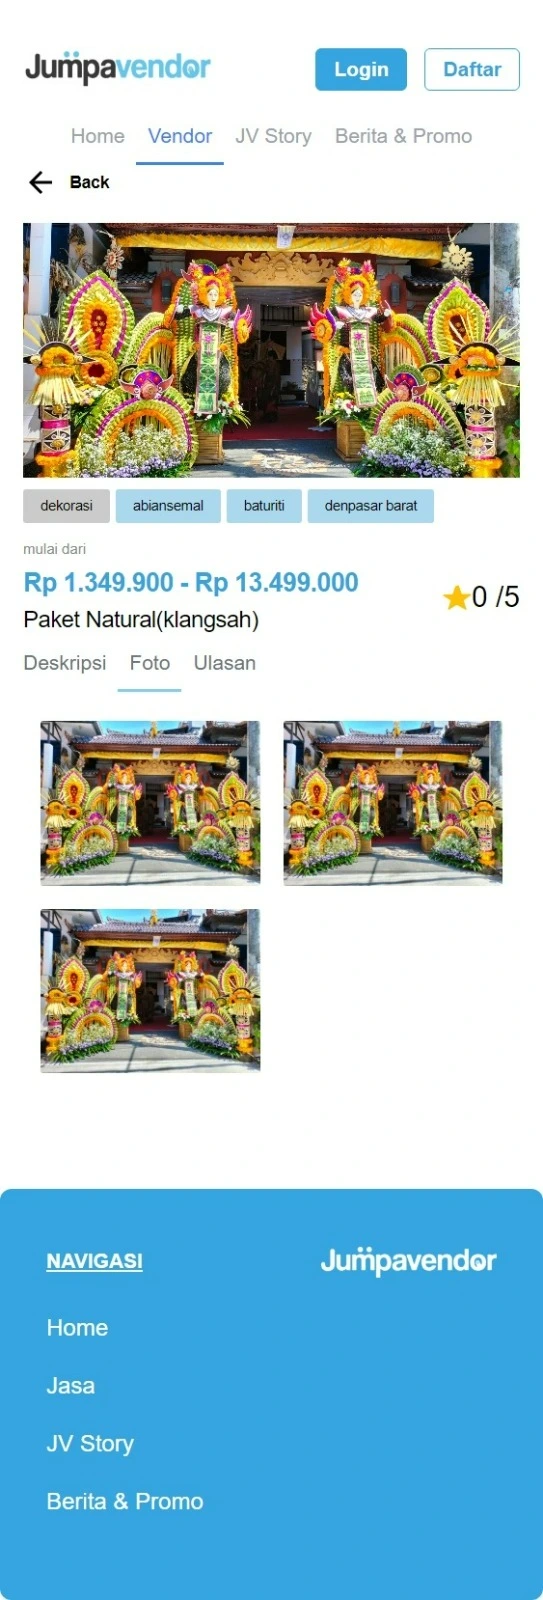 Jumpavendor
Login Daftar
Home Vendor JV Story Berita & Promo
Back
dekorasi abiansemal baturiti denpasar barat
mulai dari
Rp 1.349.900 - Rp 13.499.000
0 /5
Paket Natural(klangsah)
Deskripsi Foto Ulasan
NAVIGASI Jumpavendor
Home
Jasa
JV Story
Berita & Promo